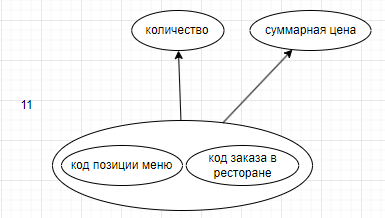 количество
суммарная цена
11
код позиции меню
код заказа в
ресторане